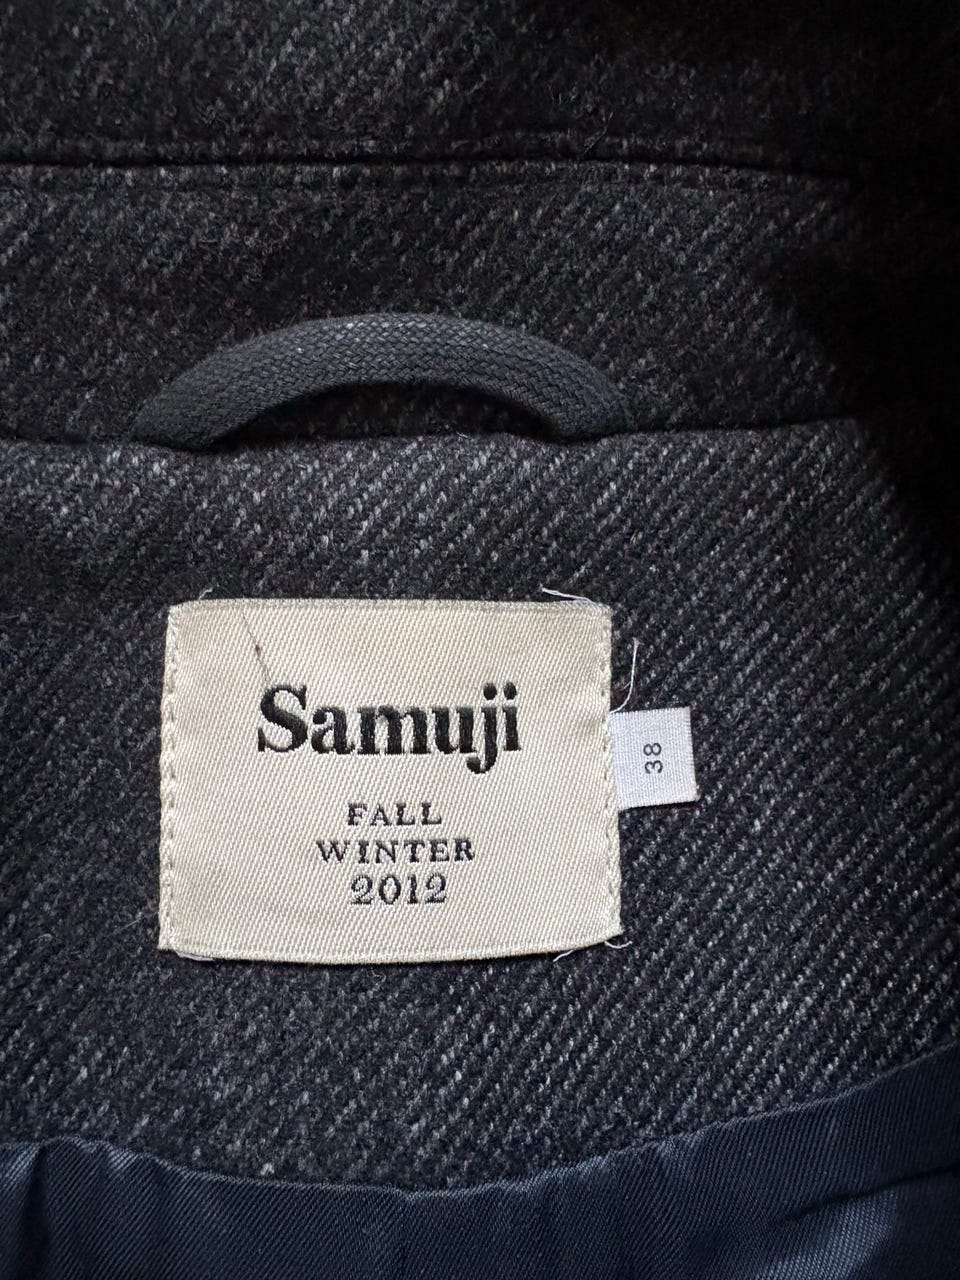 Samuji
FALL
WINTER
2012
38